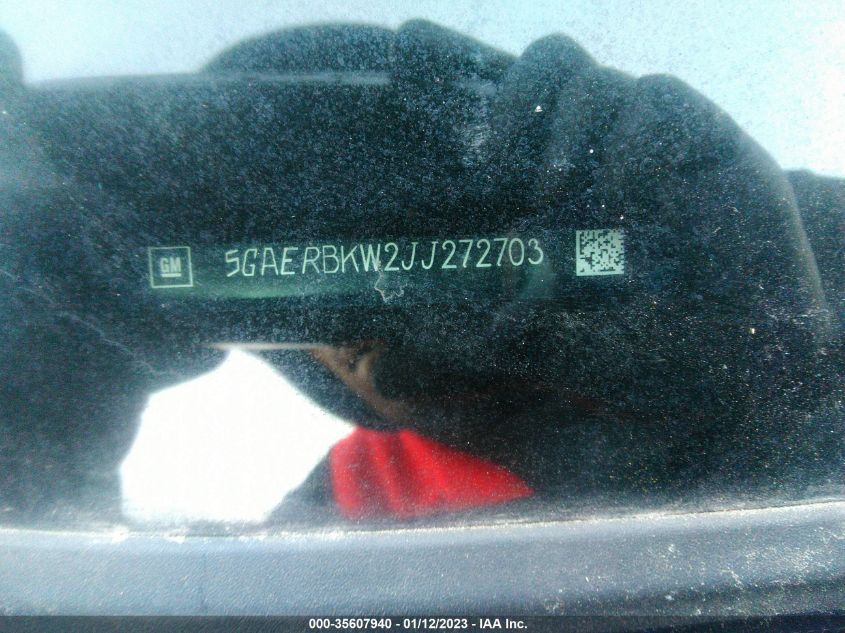 GM 5GAERBKW2JJ272703
000-35607940 - 01/12/2023 - IAA Inc.